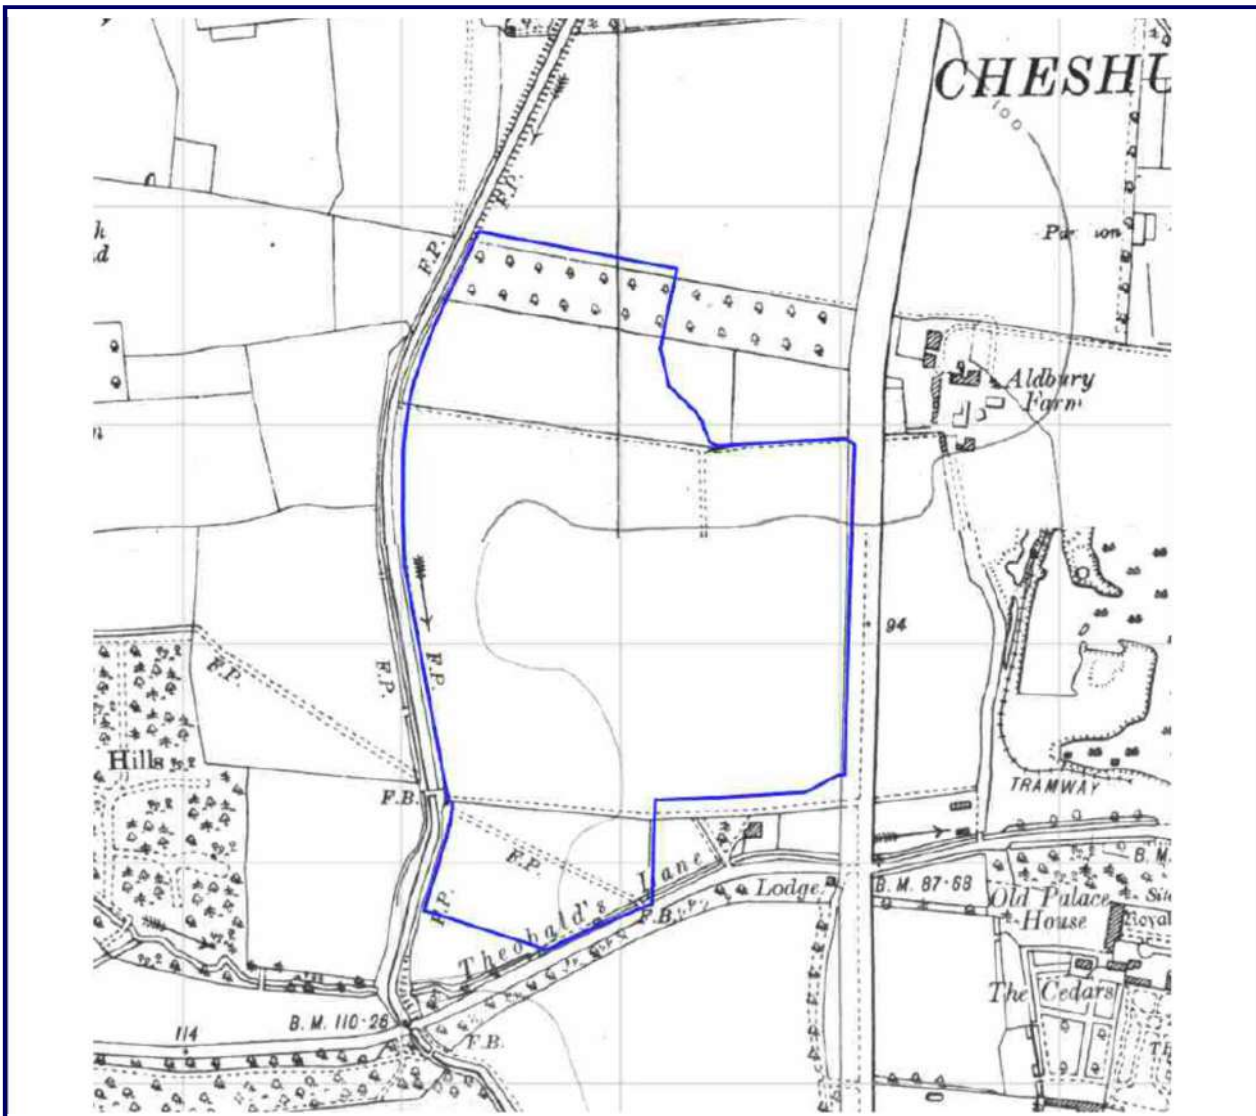 CHESHU
100
F.P.
F.P.
Aldbury
Farm
94
F.P.
F.P.
F.P.
Hills
TRAMWAY
F.B.
F.P.
Theobald's Lane
Lodge
B.M. 87·68
B.M.
Old Palace
House
Site
Royal
F.P.
F.B.
The Cedars
B.M. 110·26
114
F.B.